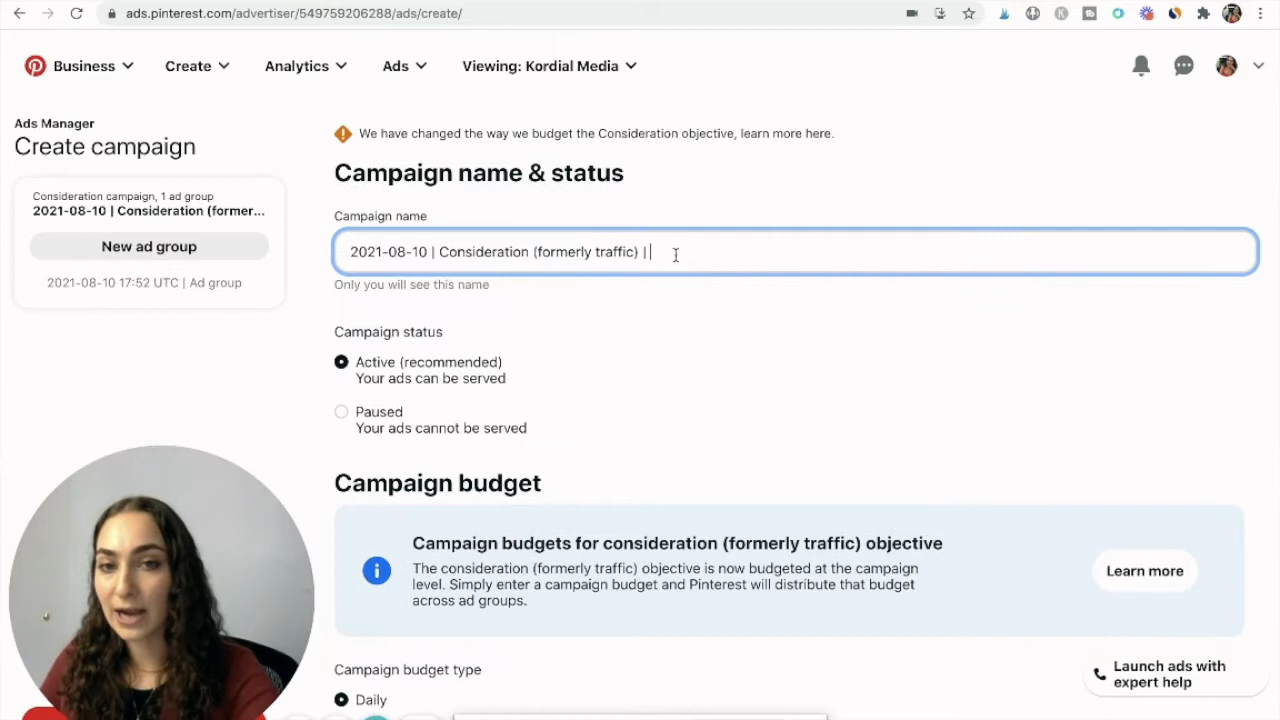 ads.pinterest.com/advertiser/549759206288/ads/create/
Business Create Analytics Ads Viewing: Kordial Media
Ads Manager
Create campaign
Consideration campaign, 1 ad group
2021-08-10 | Consideration (former...
New ad group
2021-08-10 17:52 UTC | Ad group
We have changed the way we budget the Consideration objective, learn more here.
Campaign name & status
Campaign name
2021-08-10 | Consideration (formerly traffic) |
Only you will see this name
Campaign status
Active (recommended)
Your ads can be served
Paused
Your ads cannot be served
Campaign budget
Campaign budgets for consideration (formerly traffic) objective
The consideration (formerly traffic) objective is now budgeted at the campaign
level. Simply enter a campaign budget and Pinterest will distribute that budget
across ad groups.
Learn more
Campaign budget type
Daily
Launch ads with
expert help